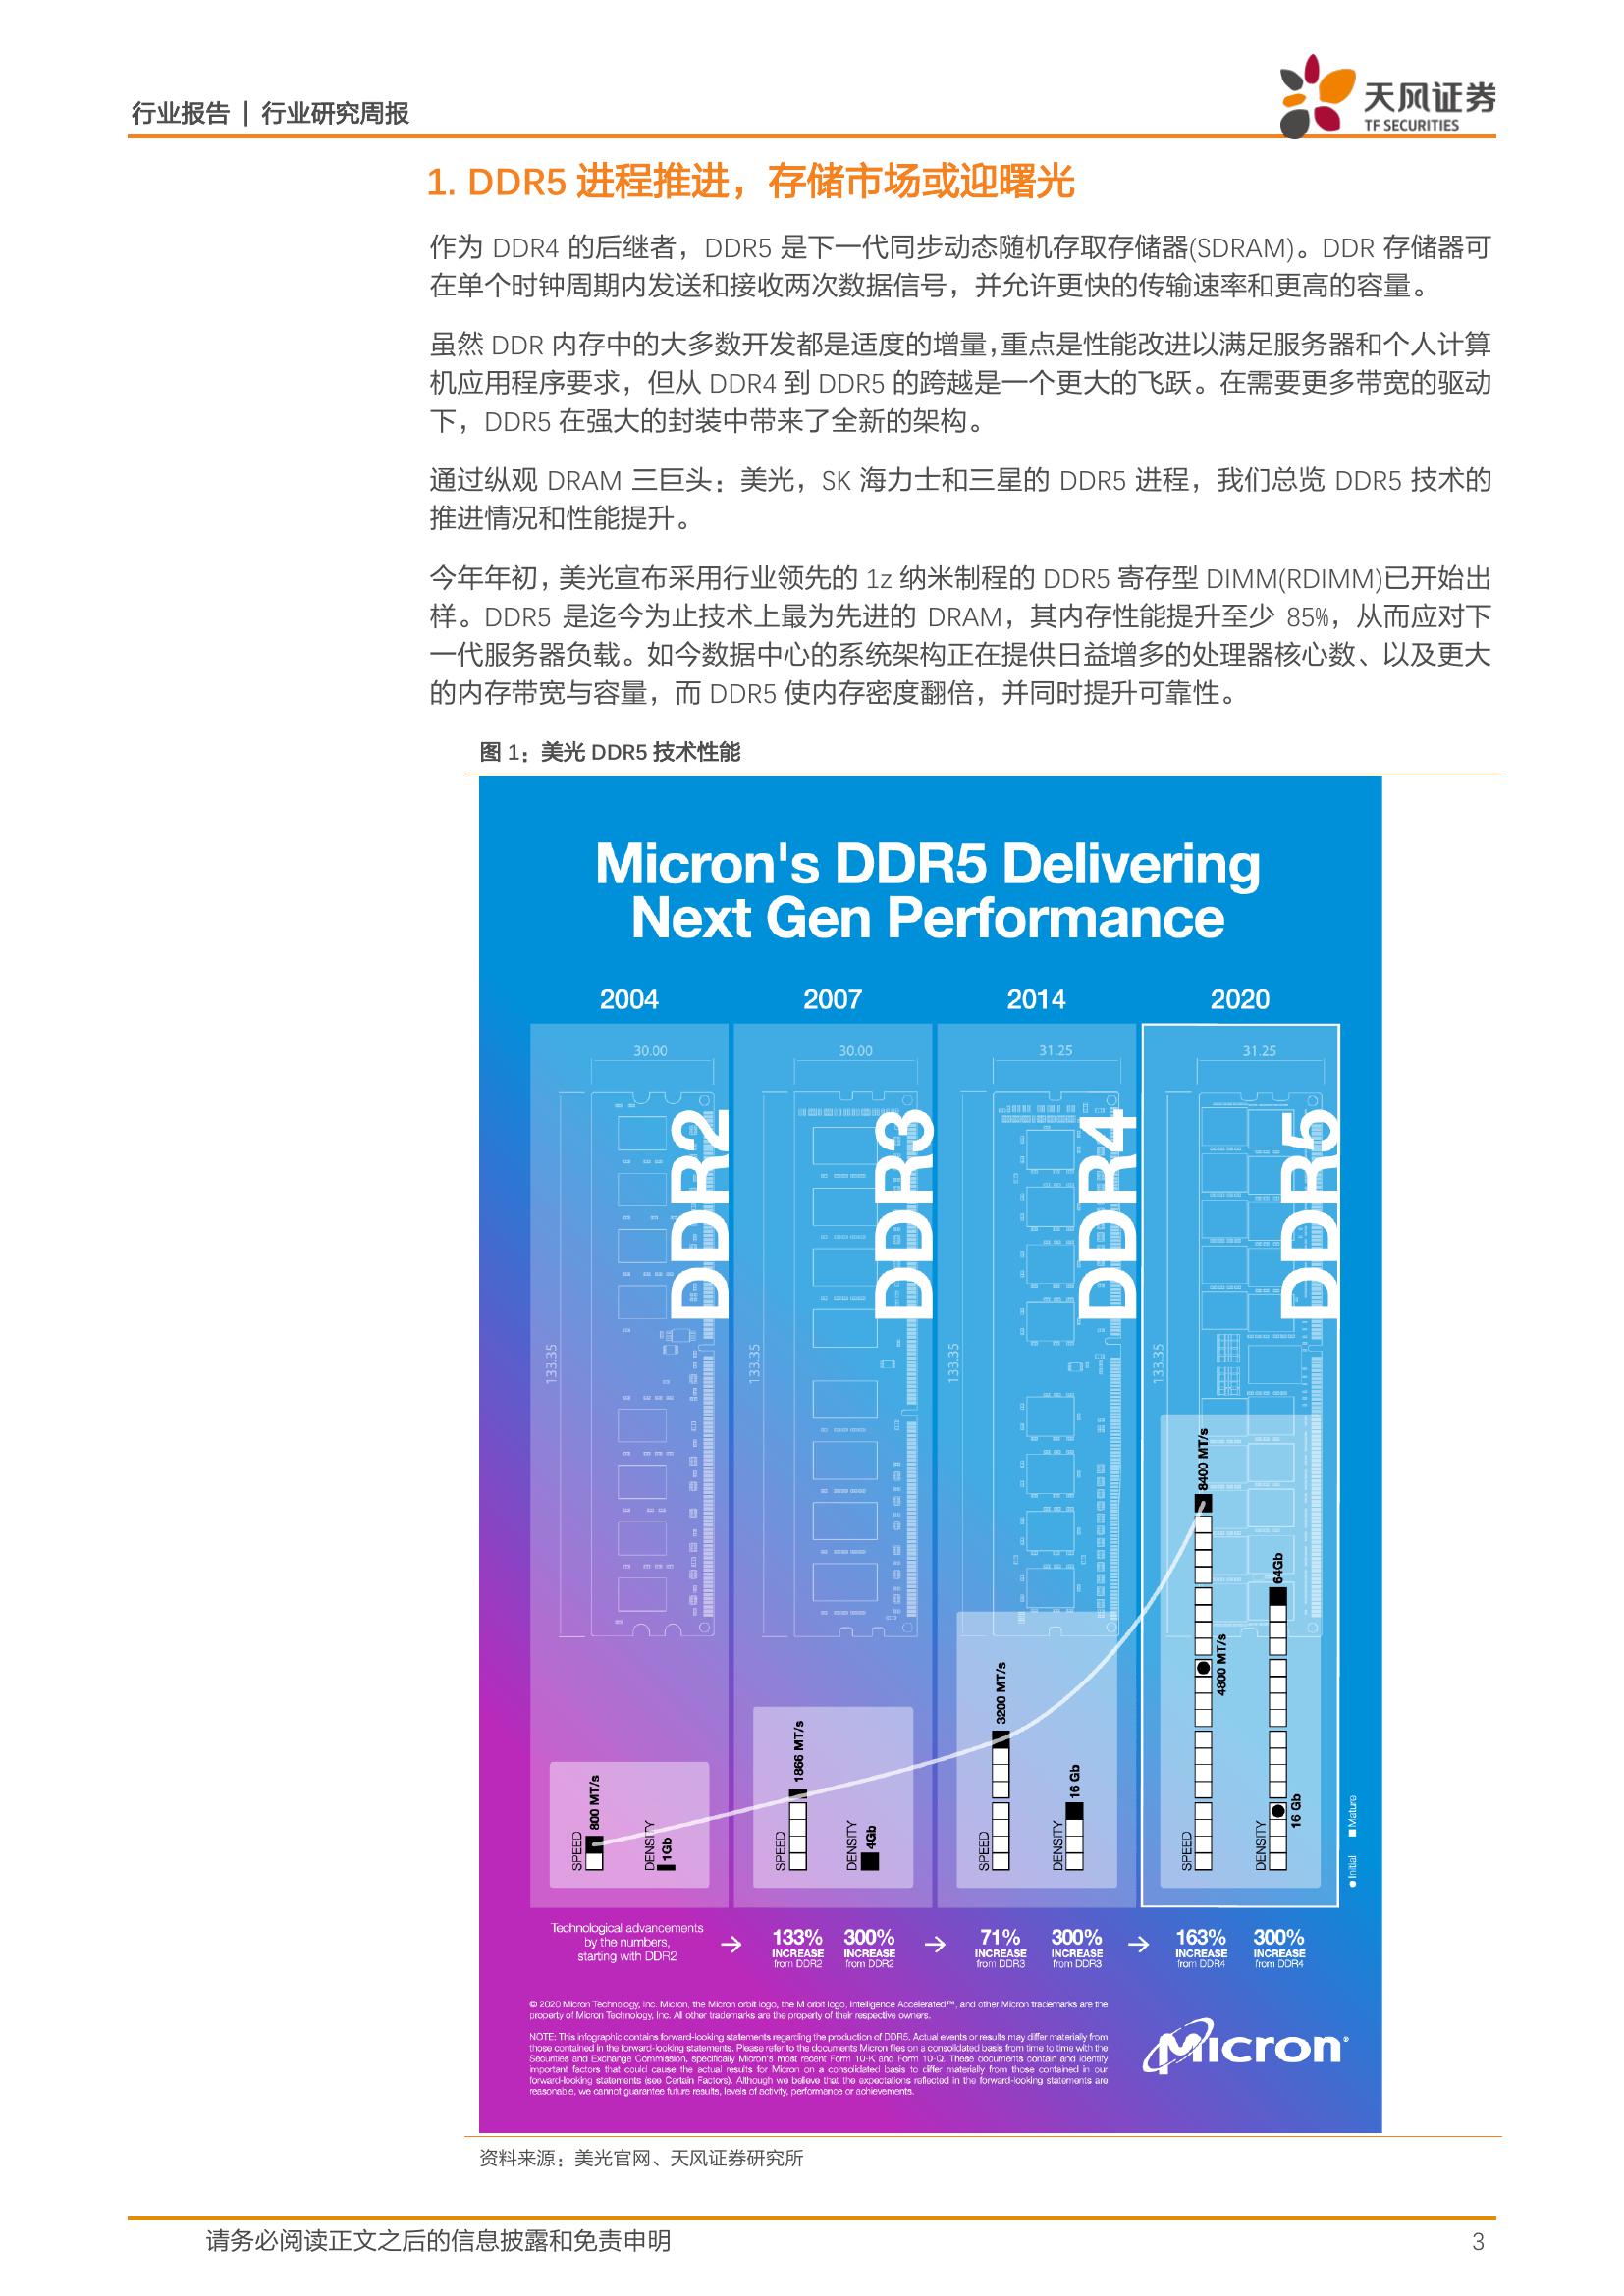 行业报告 | 行业研究周报
天风证券
TF SECURITIES
1. DDR5 进程推进，存储市场或迎曙光
作为 DDR4 的后继者，DDR5 是下一代同步动态随机存取存储器(SDRAM)。DDR 存储器可
在单个时钟周期内发送和接收两次数据信号，并允许更快的传输速率和更高的容量。
虽然 DDR 内存中的大多数开发都是适度的增量，重点是性能改进以满足服务器和个人计算
机应用程序要求，但从 DDR4 到 DDR5 的跨越是一个更大的飞跃。在需要更多带宽的驱动
下，DDR5 在强大的封装中带来了全新的架构。
通过纵观 DRAM 三巨头：美光，SK 海力士和三星的 DDR5 进程，我们总览 DDR5 技术的
推进情况和性能提升。
今年年初，美光宣布采用行业领先的 1z 纳米制程的 DDR5 寄存型 DIMM(RDIMM)已开始出
样。DDR5 是迄今为止技术上最为先进的 DRAM，其内存性能提升至少 85%，从而应对下
一代服务器负载。如今数据中心的系统架构正在提供日益增多的处理器核心数、以及更大
的内存带宽与容量，而 DDR5 使内存密度翻倍，并同时提升可靠性。
图 1：美光 DDR5 技术性能
Micron's DDR5 Delivering
Next Gen Performance
2004
2007
2014
2020
30.00
30.00
31.25
31.25
DDR2
DDR3
DDR4
DDR5
133.35
133.35
133.35
133.35
SPEED
800 MT/s
DENSITY
1Gb
SPEED
1866 MT/s
DENSITY
4Gb
SPEED
3200 MT/s
DENSITY
16 Gb
SPEED
8400 MT/s
4800 MT/s
DENSITY
64Gb
16 Gb
Initial
Mature
Technological advancements
by the numbers,
starting with DDR2
→
133%
INCREASE
from DDR2
300%
INCREASE
from DDR2
→
71%
INCREASE
from DDR3
300%
INCREASE
from DDR3
→
163%
INCREASE
from DDR4
300%
INCREASE
from DDR4
© 2020 Micron Technology, Inc. Micron, the Micron orbit logo, the M orbit logo, Intelligence Accelerated™, and other Micron trademarks are the
property of Micron Technology, Inc. All other trademarks are the property of their respective owners.
NOTE: This infographic contains forward-looking statements regarding the production of DDR5. Actual events or results may differ materially from
those contained in the forward-looking statements. Please refer to the documents Micron files on a consolidated basis from time to time with the
Securities and Exchange Commission, specifically Micron's most recent Form 10-K and Form 10-Q. These documents contain and identify
important factors that could cause the actual results for Micron on a consolidated basis to differ materially from those contained in our
forward-looking statements (see Certain Factors). Although we believe that the expectations reflected in the forward-looking statements are
reasonable, we cannot guarantee future results, levels of activity, performance or achievements.
Micron
资料来源：美光官网、天风证券研究所
请务必阅读正文之后的信息披露和免责申明
3